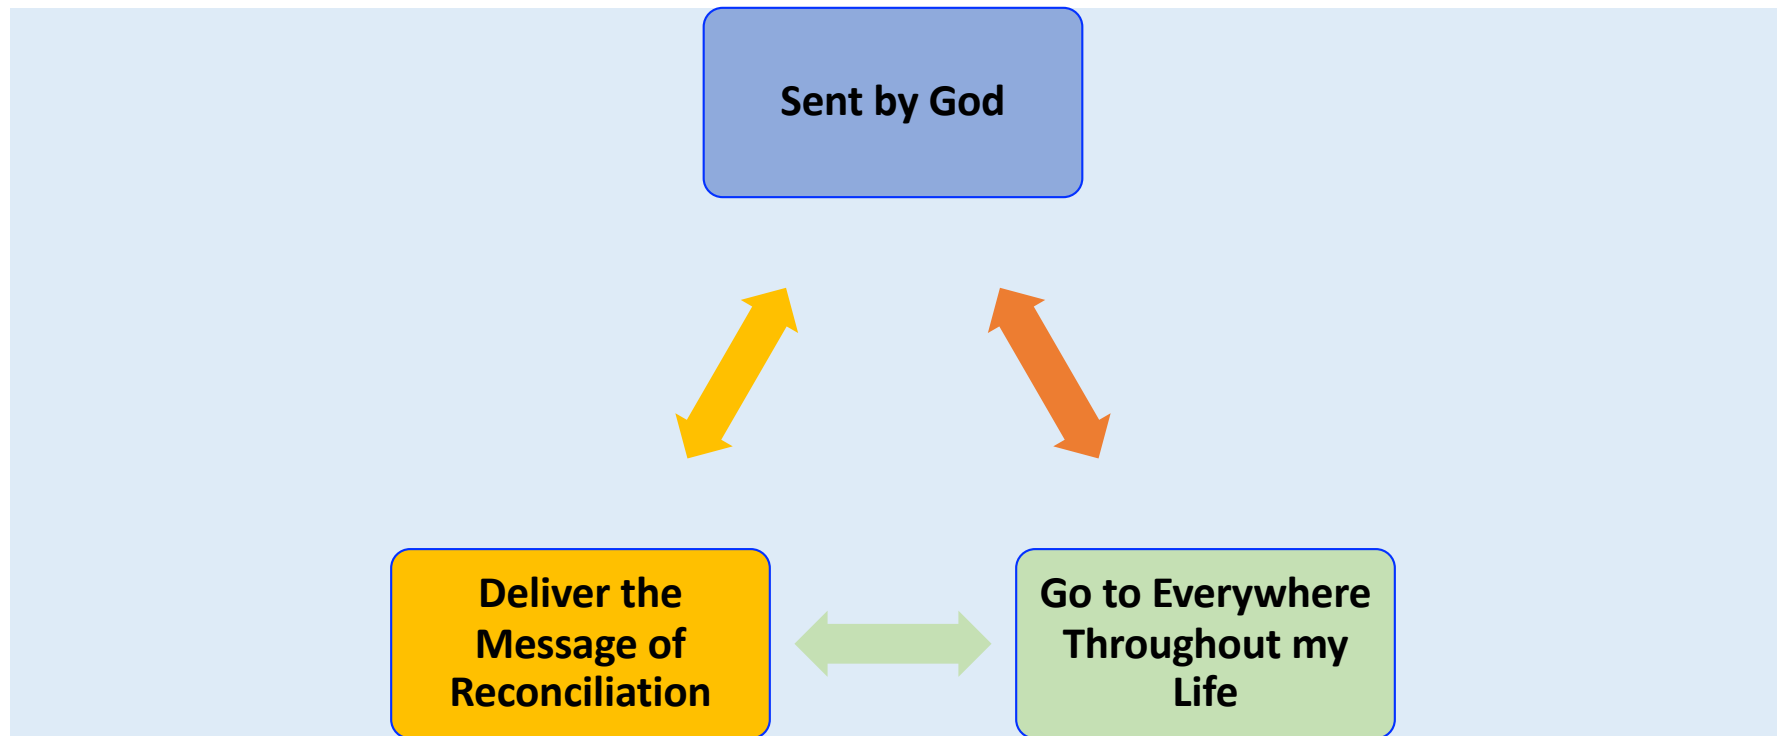 Sent by God
Deliver the
Message of
Reconciliation
Go to Everywhere
Throughout my
Life